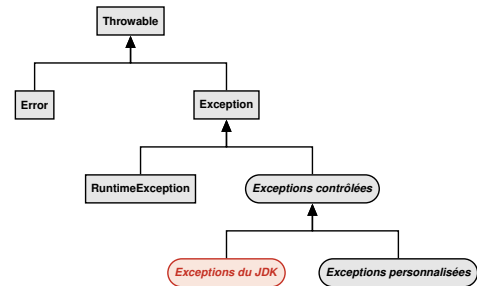 Throwable
Error
Exception
RuntimeException
Exceptions contrôlées
Exceptions du JDK
Exceptions personnalisées